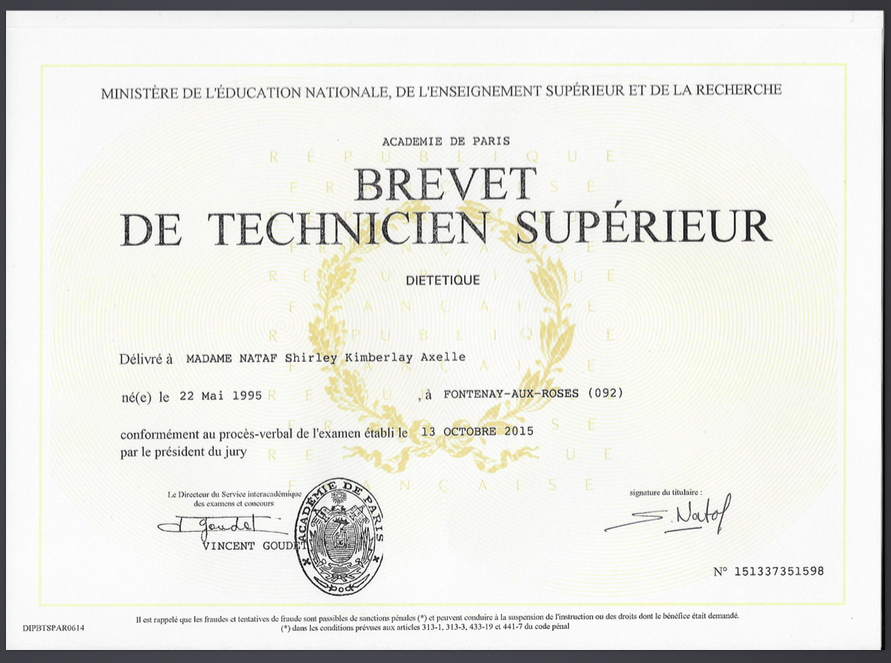 MINISTÈRE DE L'ÉDUCATION NATIONALE, DE L'ENSEIGNEMENT SUPÉRIEUR ET DE LA RECHERCHE
ACADEMIE DE PARIS
BREVET
DE TECHNICIEN SUPÉRIEUR
DIETETIQUE
Délivré à MADAME NATAF Shirley Kimberlay Axelle
né(e) le 22 Mai 1995 , à FONTENAY-AUX-ROSES (092)
conformément au procès-verbal de l'examen établi le 13 OCTOBRE 2015
par le président du jury
Le Directeur du Service interacadémique
des examens et concours
VINCENT GOUDET
ACADÉMIE DE PARIS
signature du titulaire :
S. Nataf
N° 151337351598
Il est rappelé que les fraudes et tentatives de fraude sont passibles de sanctions pénales (*) et peuvent conduire à la suspension de l'instruction ou des droits dont le bénéfice était demandé.
(*) dans les conditions prévues aux articles 313-1, 313-3, 433-19 et 441-7 du code pénal
DIPBTSPAR0614